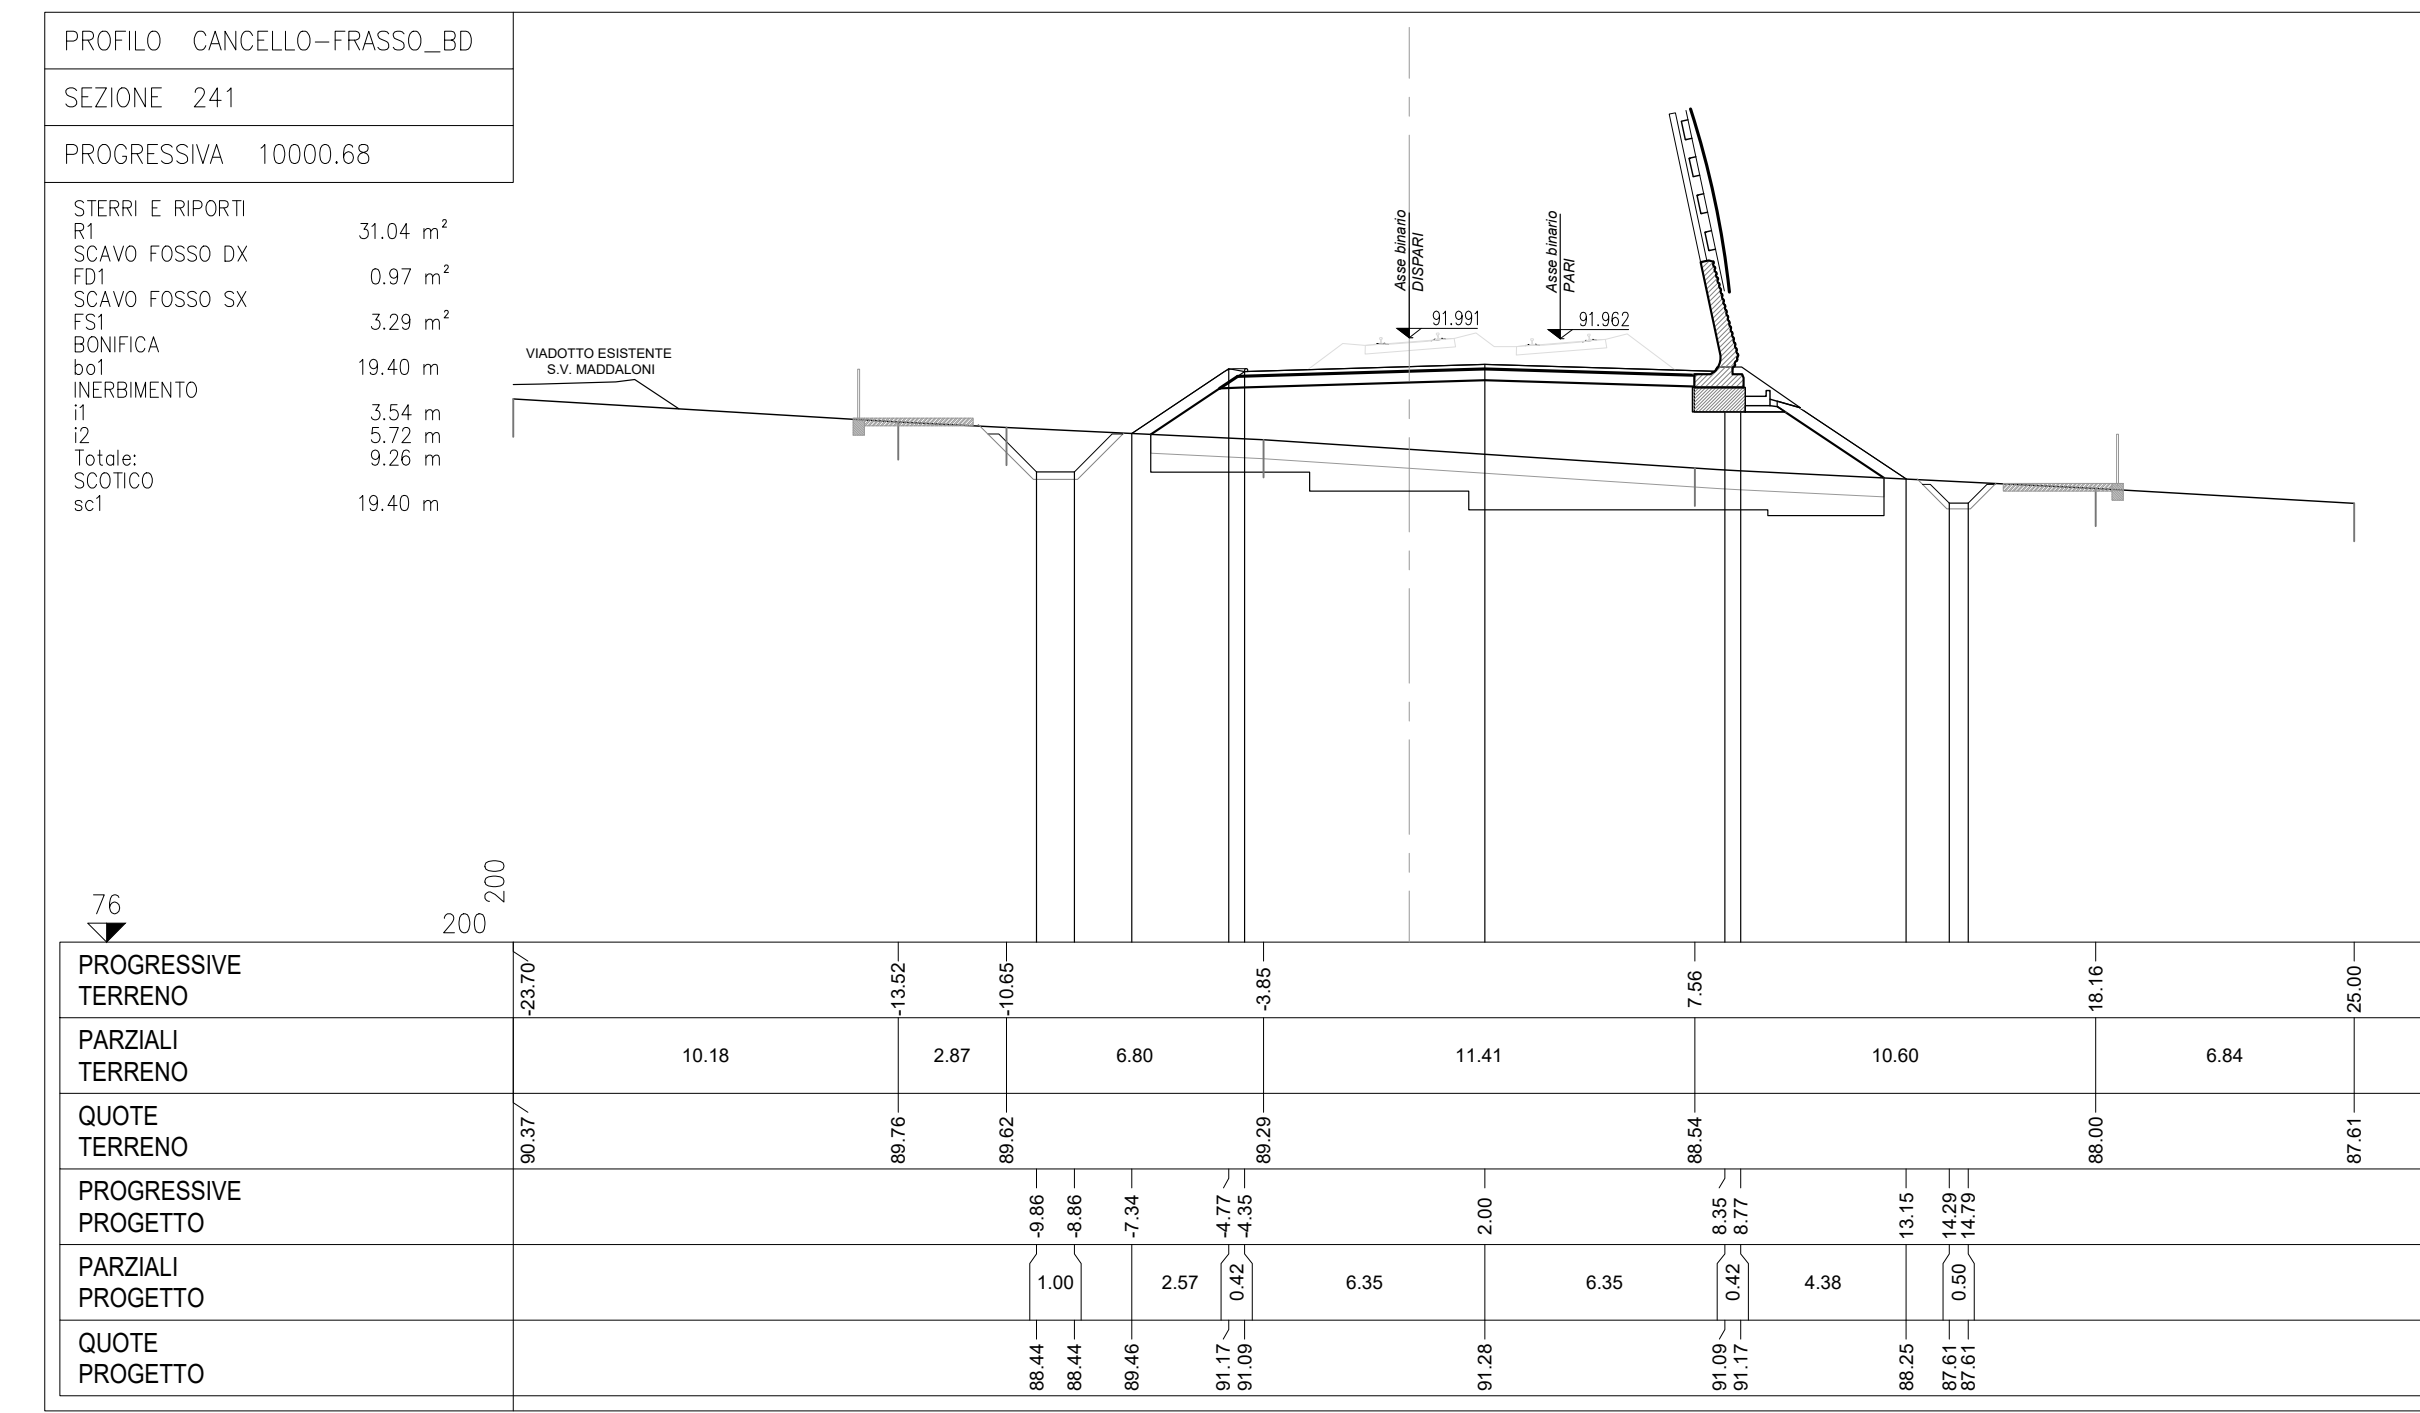 PROFILO CANCELLO-FRASSO_BD
SEZIONE 241
PROGRESSIVA 10000.68
STERRI E RIPORTI
R1 31.04 m²
SCAVO FOSSO DX
FD1 0.97 m²
SCAVO FOSSO SX
FS1 3.29 m²
BONIFICA
bo1 19.40 m
INERBIMENTO
i1 3.54 m
i2 5.72 m
Totale: 9.26 m
SCOTICO
sc1 19.40 m
VIADOTTO ESISTENTE
S.V. MADDALONI
Asse binario
DISPARI
91.991
Asse binario
PARI
91.962
76
200
200
PROGRESSIVE
TERRENO
-23.70 -13.52 -10.65 -3.85 7.56 18.16 25.00
PARZIALI
TERRENO
10.18 2.87 6.80 11.41 10.60 6.84
QUOTE
TERRENO
90.37 89.76 89.62 89.29 88.54 88.00 87.61
PROGRESSIVE
PROGETTO
-9.86 -8.86 -7.34 -4.77 -4.35 2.00 8.35 8.77 13.15 14.29 14.79
PARZIALI
PROGETTO
1.00 2.57 0.42 6.35 6.35 0.42 4.38 0.50
QUOTE
PROGETTO
88.44 88.44 89.46 91.17 91.09 91.28 91.09 91.17 88.25 87.61 87.61